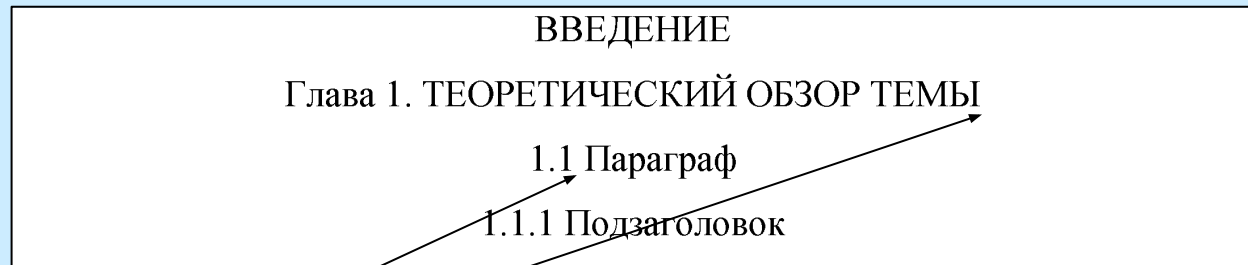 ВВЕДЕНИЕ
Глава 1. ТЕОРЕТИЧЕСКИЙ ОБЗОР ТЕМЫ
1.1 Параграф
1.1.1 Подзаголовок